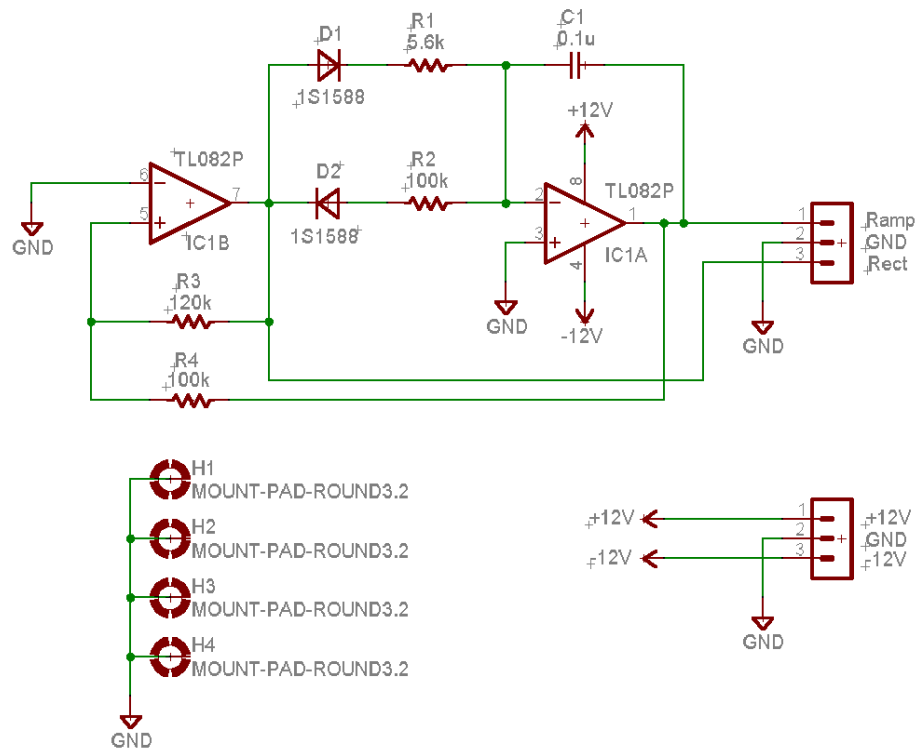 D1
1S1588
R1
5.6k
C1
0.1u
+12V
TL082P
6
5
7
IC1B
GND
D2
1S1588
R2
100k
8
TL082P
2
3
1
4
IC1A
GND
-12V
1
2
3
Ramp
GND
Rect
GND
R3
120k
R4
100k
H1
MOUNT-PAD-ROUND3.2
H2
MOUNT-PAD-ROUND3.2
H3
MOUNT-PAD-ROUND3.2
H4
MOUNT-PAD-ROUND3.2
GND
+12V
-12V
1
2
3
+12V
GND
-12V
GND